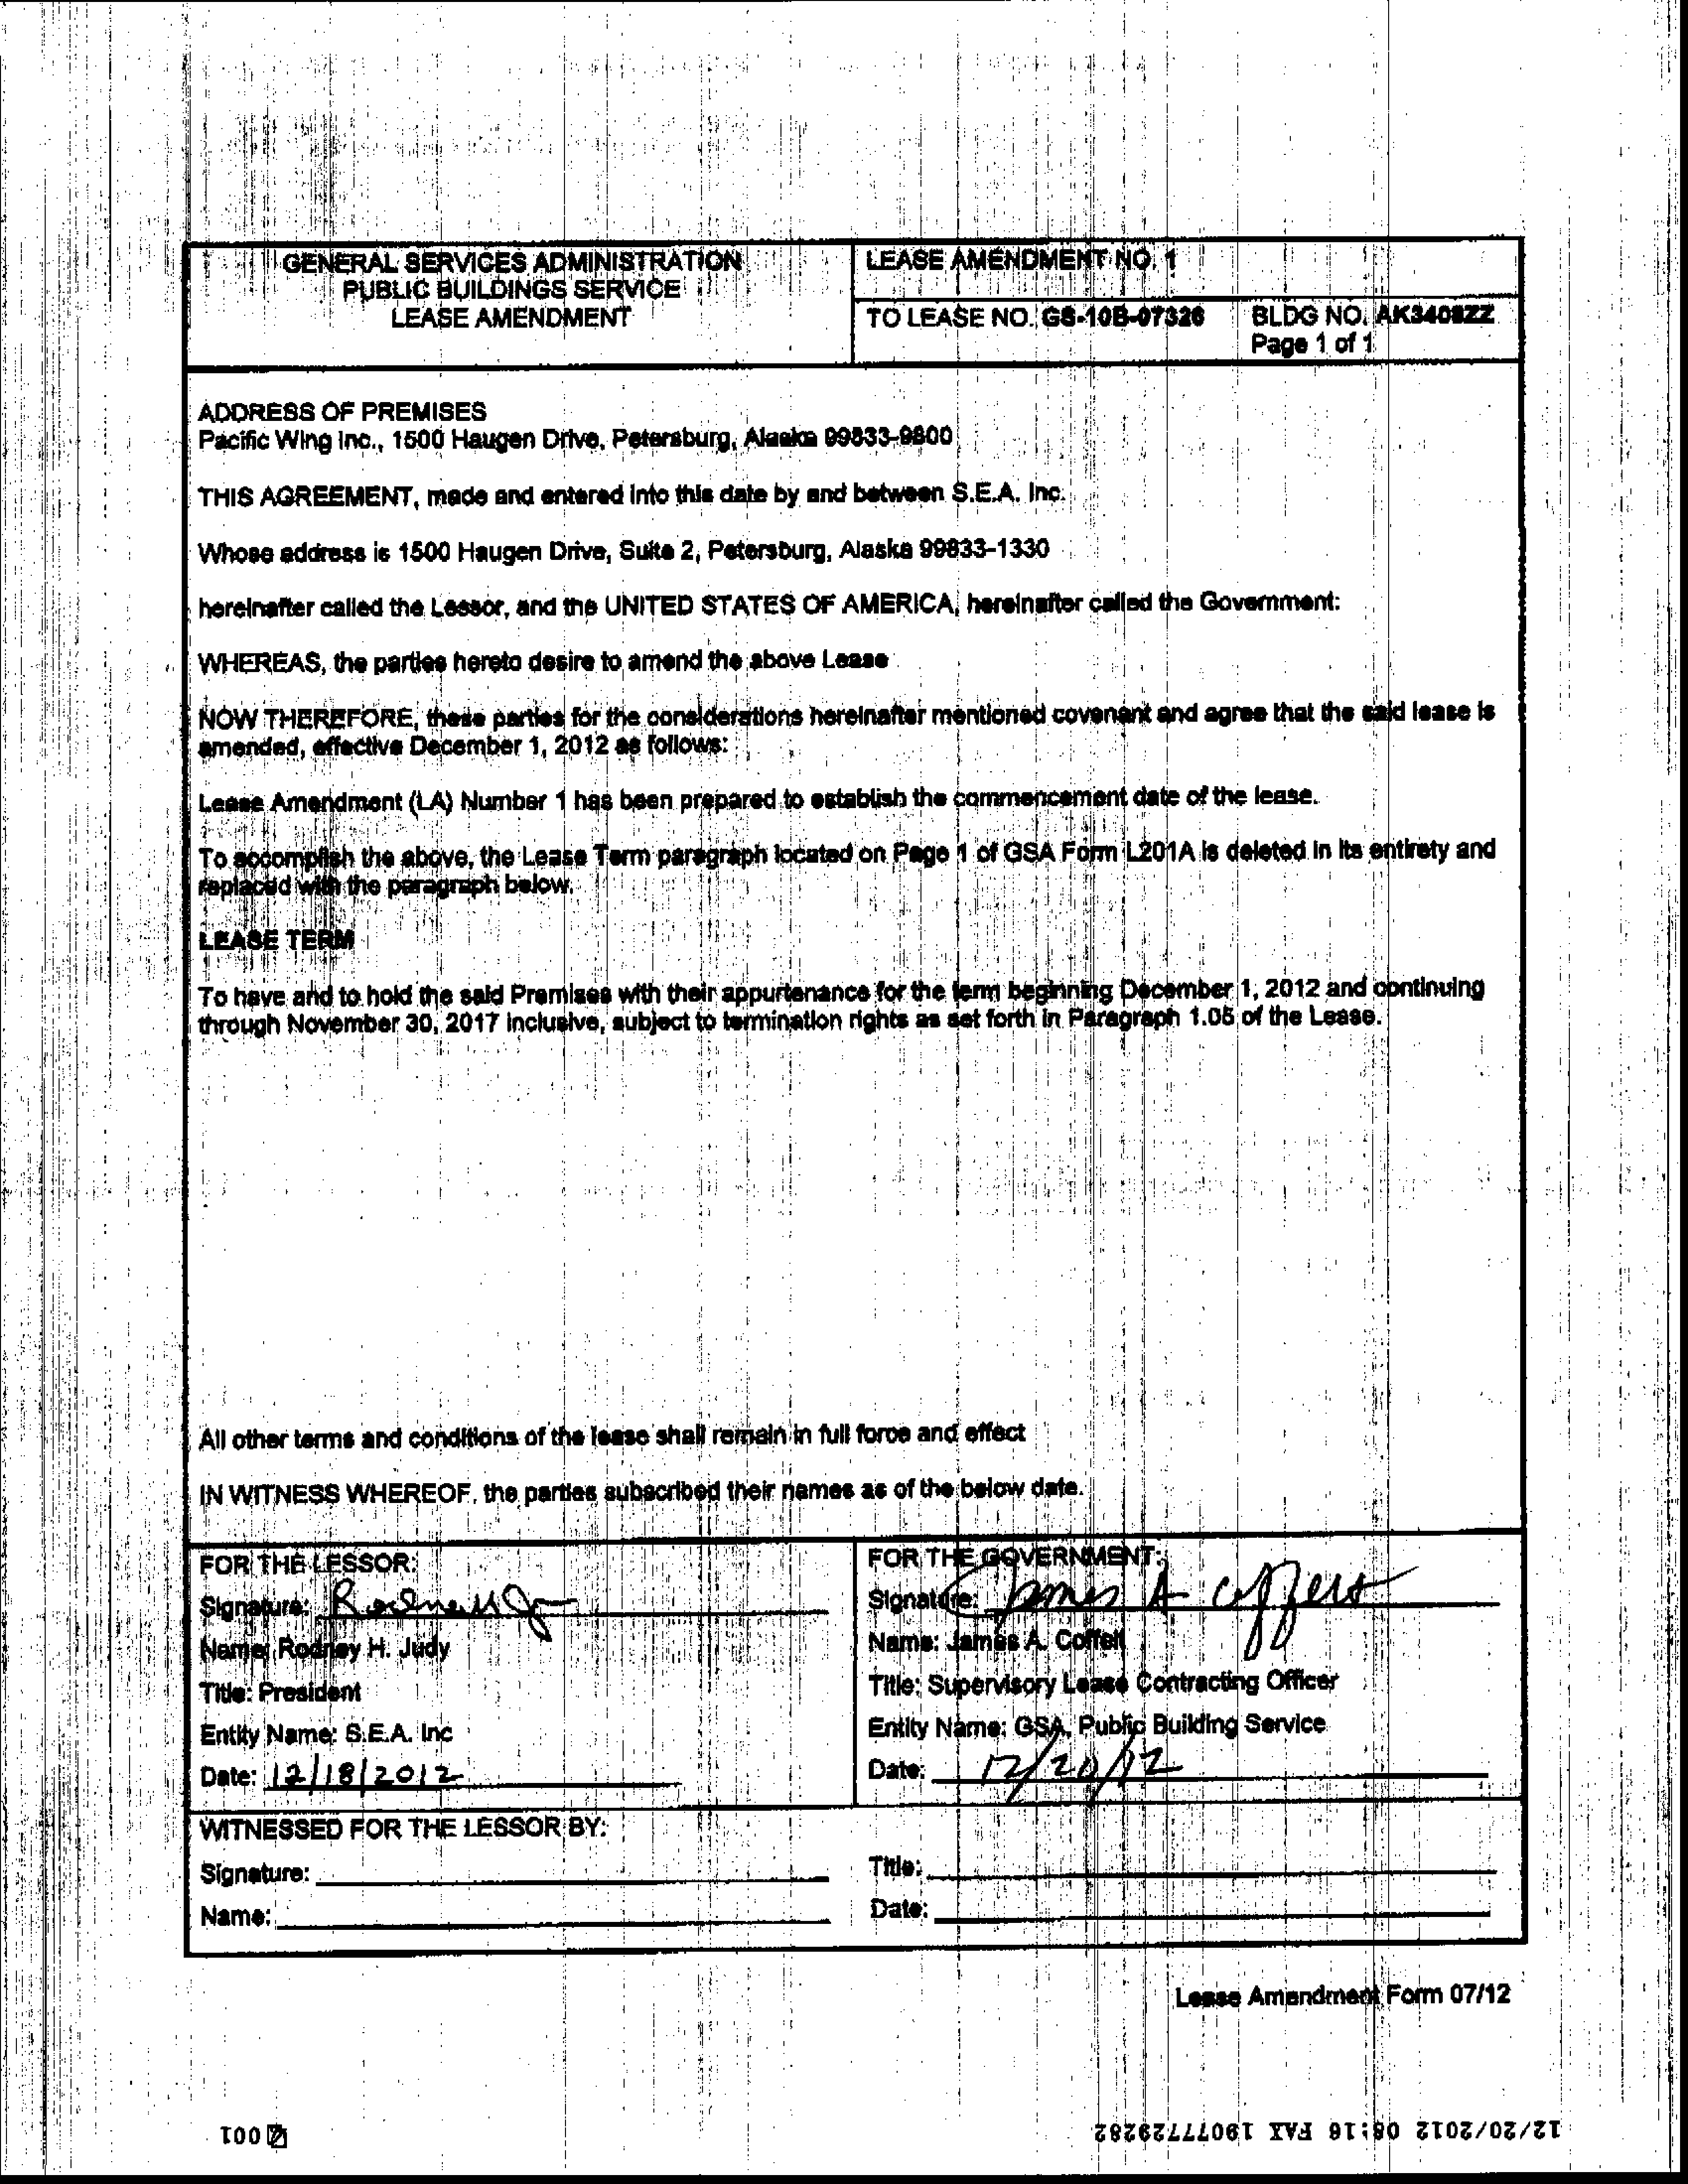 GENERAL SERVICES ADMINISTRATION
PUBLIC BUILDINGS SERVICE
LEASE AMENDMENT
LEASE AMENDMENT NO. 1
TO LEASE NO. GS-10B-07326
BLDG NO. AK3408ZZ
Page 1 of 1
ADDRESS OF PREMISES
Pacific Wing Inc., 1500 Haugen Drive, Petersburg, Alaska 99833-9800
THIS AGREEMENT, made and entered into this date by and between S.E.A. Inc.
Whose address is 1500 Haugen Drive, Suite 2, Petersburg, Alaska 99833-1330
hereinafter called the Lessor, and the UNITED STATES OF AMERICA, hereinafter called the Government:
WHEREAS, the parties hereto desire to amend the above Lease
NOW THEREFORE, these parties for the considerations hereinafter mentioned covenant and agree that the said lease is
amended, effective December 1, 2012 as follows:
Lease Amendment (LA) Number 1 has been prepared to establish the commencement date of the lease.
To accomplish the above, the Lease Term paragraph located on Page 1 of GSA Form L201A is deleted in its entirety and
replaced with the paragraph below.
LEASE TERM
To have and to hold the said Premises with their appurtenance for the term beginning December 1, 2012 and continuing
through November 30, 2017 inclusive, subject to termination rights as set forth in Paragraph 1.05 of the Lease.
All other terms and conditions of the lease shall remain in full force and effect
IN WITNESS WHEREOF, the parties subscribed their names as of the below date.
FOR THE LESSOR:
Signature:
Name: Rodney H. Judy
Title: President
Entity Name: S.E.A. Inc
Date: 12/18/2012
FOR THE GOVERNMENT:
Signature: James A Coffelt
Name: James A. Coffelt
Title: Supervisory Lease Contracting Officer
Entity Name: GSA, Public Building Service
Date: 12/20/12
WITNESSED FOR THE LESSOR BY:
Signature:
Name:
Title:
Date:
Lease Amendment Form 07/12
12/20/2012 08:16 FAX 19077729282
001